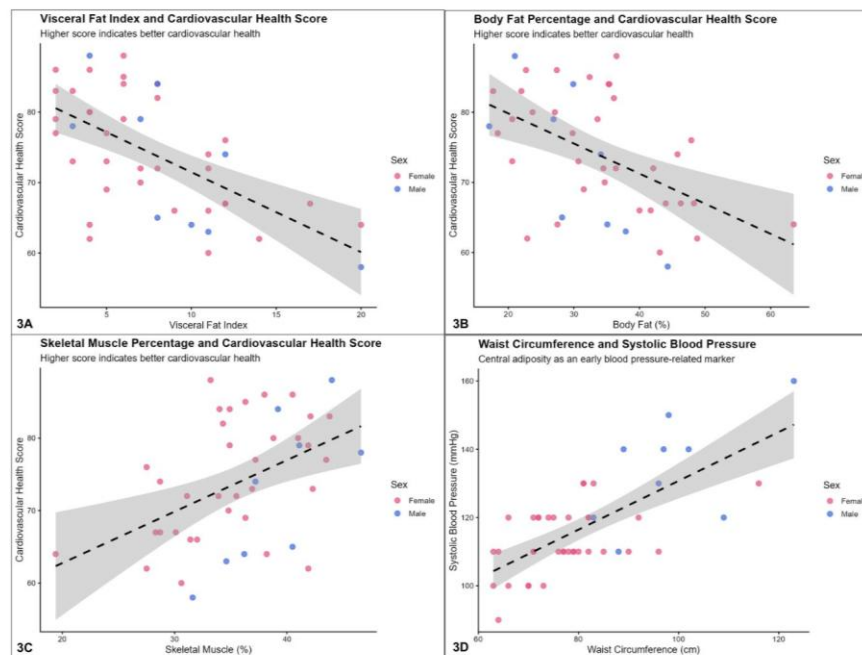 Visceral Fat Index and Cardiovascular Health Score
Higher score indicates better cardiovascular health
Cardiovascular Health Score
80
70
60
5
10
15
20
Visceral Fat Index
Sex
Female
Male
3A
Body Fat Percentage and Cardiovascular Health Score
Higher score indicates better cardiovascular health
Cardiovascular Health Score
80
70
60
20
30
40
50
60
Body Fat (%)
Sex
Female
Male
3B
Skeletal Muscle Percentage and Cardiovascular Health Score
Higher score indicates better cardiovascular health
Cardiovascular Health Score
80
70
60
20
30
40
Skeletal Muscle (%)
Sex
Female
Male
3C
Waist Circumference and Systolic Blood Pressure
Central adiposity as an early blood pressure-related marker
Systolic Blood Pressure (mmHg)
160
140
120
100
60
80
100
120
Waist Circumference (cm)
Sex
Female
Male
3D